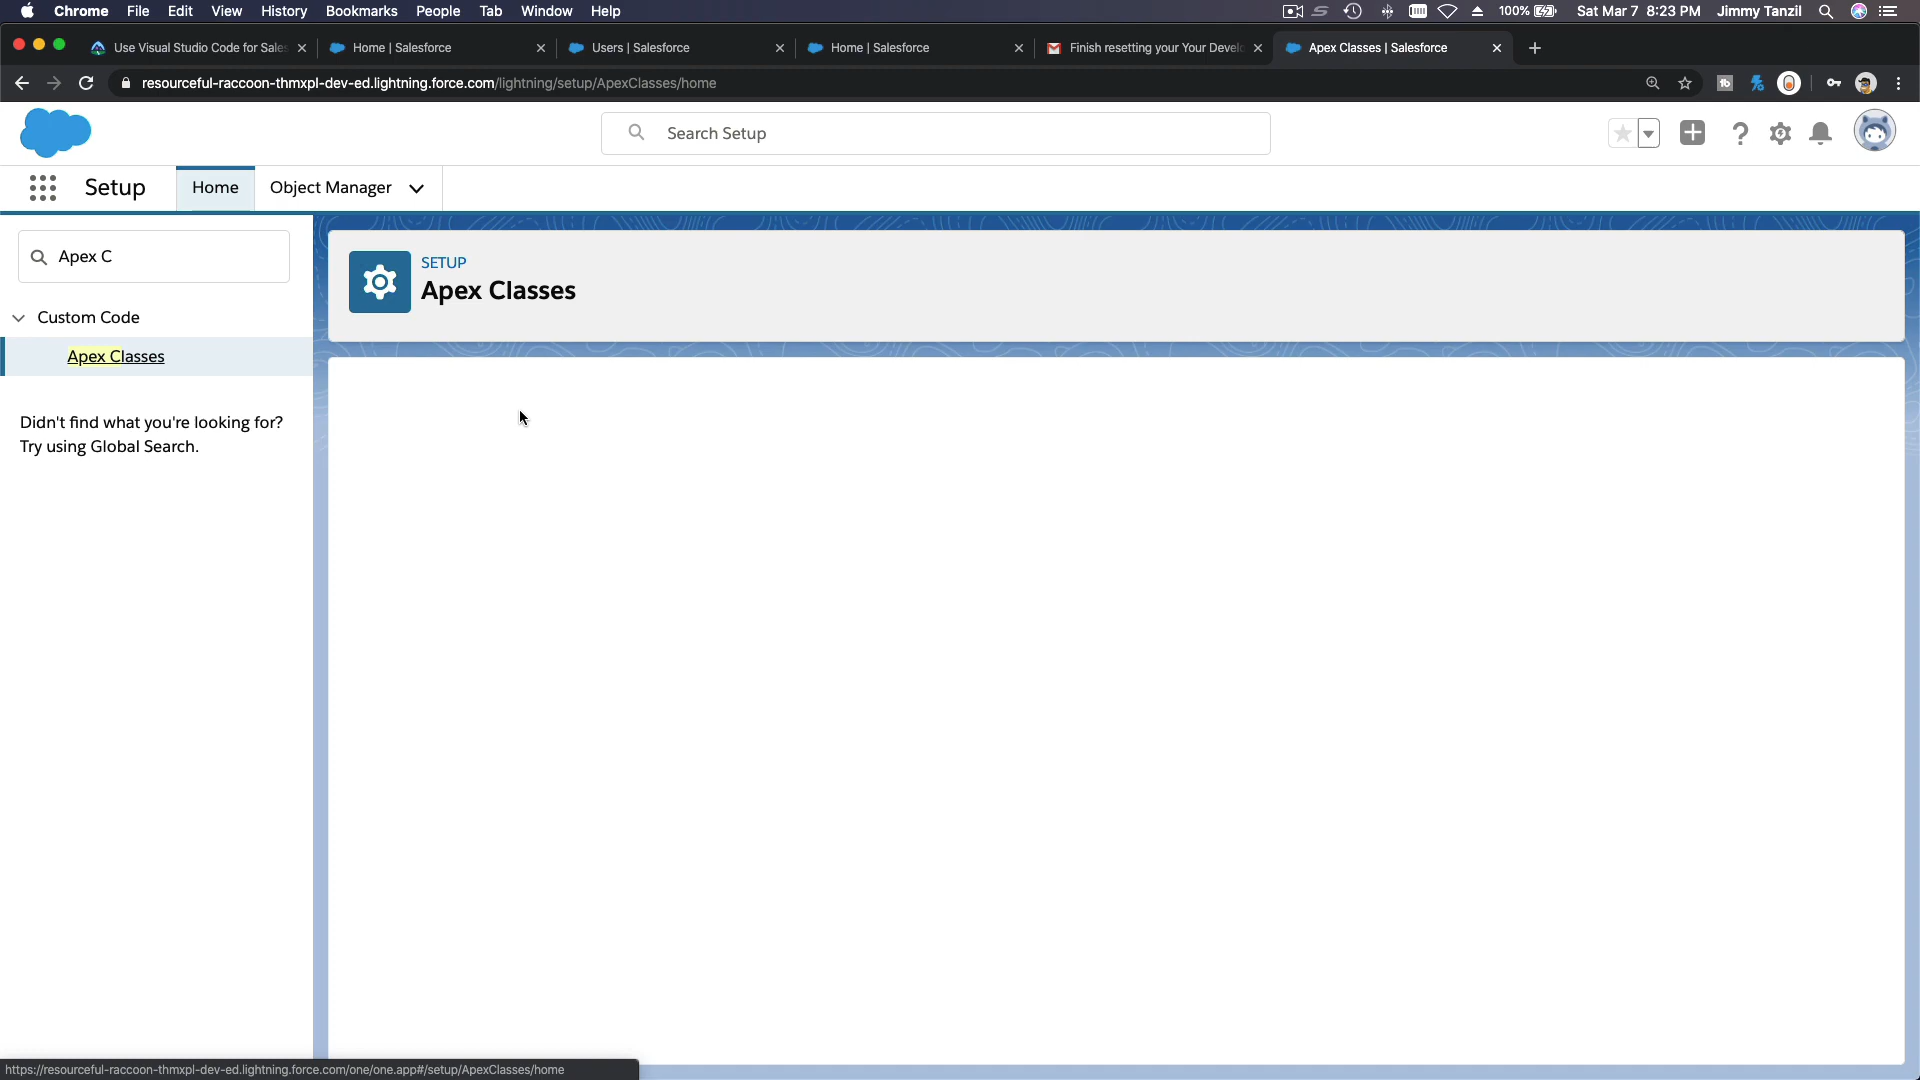 Chrome File Edit View History Bookmarks People Tab Window Help 100% Sat Mar 7 8:23 PM Jimmy Tanzil
Use Visual Studio Code for Sales
Home | Salesforce
Users | Salesforce
Home | Salesforce
Finish resetting your Your Develo
Apex Classes | Salesforce
resourceful-raccoon-thmxpl-dev-ed.lightning.force.com/lightning/setup/ApexClasses/home
Search Setup
Setup Home Object Manager
Apex C
Custom Code
Apex Classes
Didn't find what you're looking for?
Try using Global Search.
SETUP
Apex Classes
https://resourceful-raccoon-thmxpl-dev-ed.lightning.force.com/one/one.app#/setup/ApexClasses/home